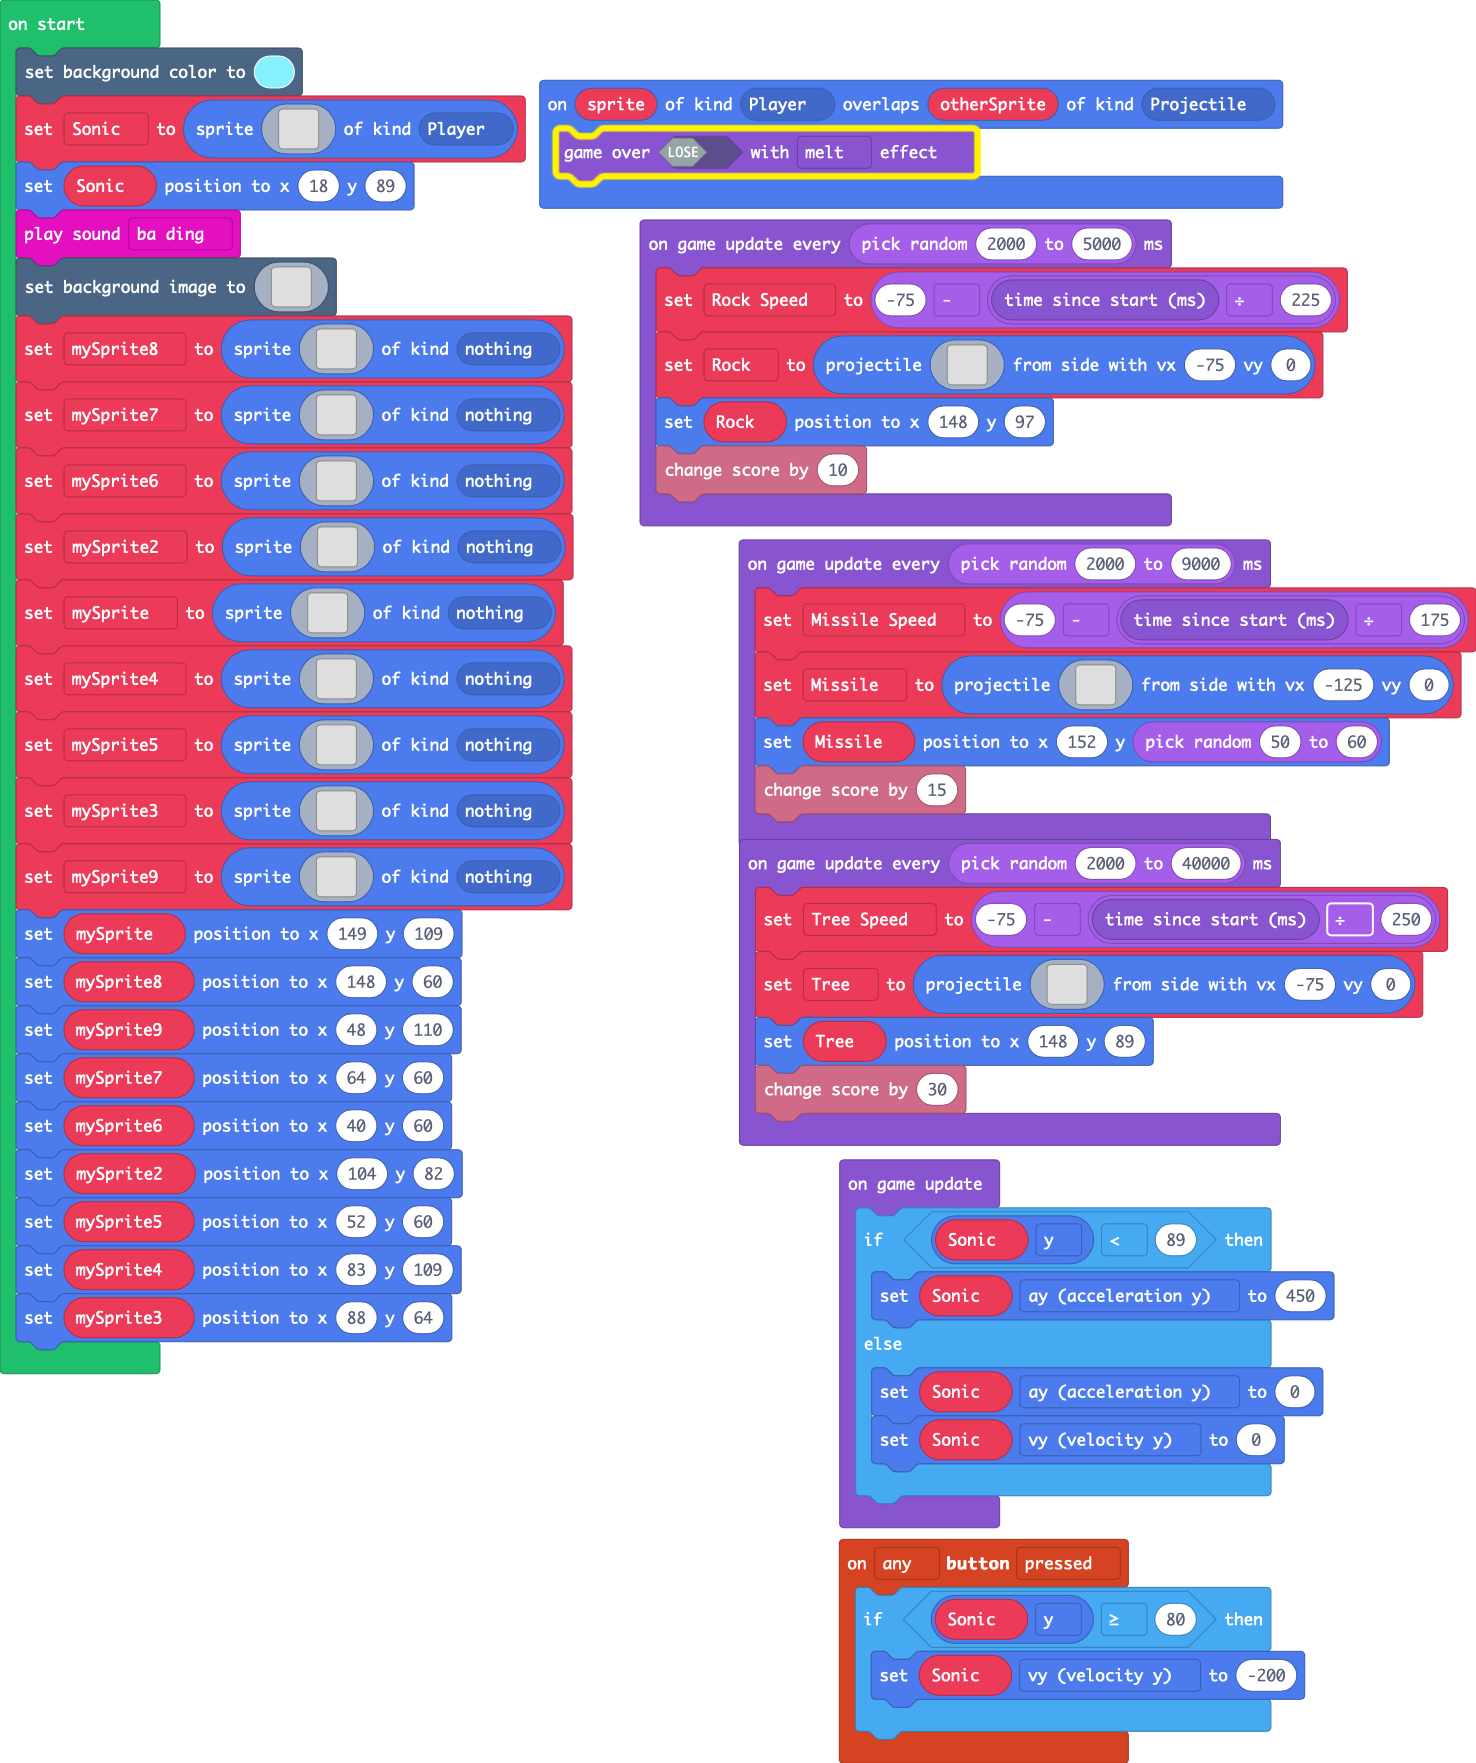 on start
set background color to
set Sonic to sprite of kind Player
set Sonic position to x 18 y 89
play sound ba ding
set background image to
set mySprite8 to sprite of kind nothing
set mySprite7 to sprite of kind nothing
set mySprite6 to sprite of kind nothing
set mySprite2 to sprite of kind nothing
set mySprite to sprite of kind nothing
set mySprite4 to sprite of kind nothing
set mySprite5 to sprite of kind nothing
set mySprite3 to sprite of kind nothing
set mySprite9 to sprite of kind nothing
set mySprite position to x 149 y 109
set mySprite8 position to x 148 y 60
set mySprite9 position to x 48 y 110
set mySprite7 position to x 64 y 60
set mySprite6 position to x 40 y 60
set mySprite2 position to x 104 y 82
set mySprite5 position to x 52 y 60
set mySprite4 position to x 83 y 109
set mySprite3 position to x 88 y 64
on sprite of kind Player overlaps otherSprite of kind Projectile
game over LOSE with melt effect
on game update every pick random 2000 to 5000 ms
set Rock Speed to -75 - time since start (ms) ÷ 225
set Rock to projectile from side with vx -75 vy 0
set Rock position to x 148 y 97
change score by 10
on game update every pick random 2000 to 9000 ms
set Missile Speed to -75 - time since start (ms) ÷ 175
set Missile to projectile from side with vx -125 vy 0
set Missile position to x 152 y pick random 50 to 60
change score by 15
on game update every pick random 2000 to 40000 ms
set Tree Speed to -75 - time since start (ms) ÷ 250
set Tree to projectile from side with vx -75 vy 0
set Tree position to x 148 y 89
change score by 30
on game update
if Sonic y < 89 then
set Sonic ay (acceleration y) to 450
else
set Sonic ay (acceleration y) to 0
set Sonic vy (velocity y) to 0
on any button pressed
if Sonic y ≥ 80 then
set Sonic vy (velocity y) to -200